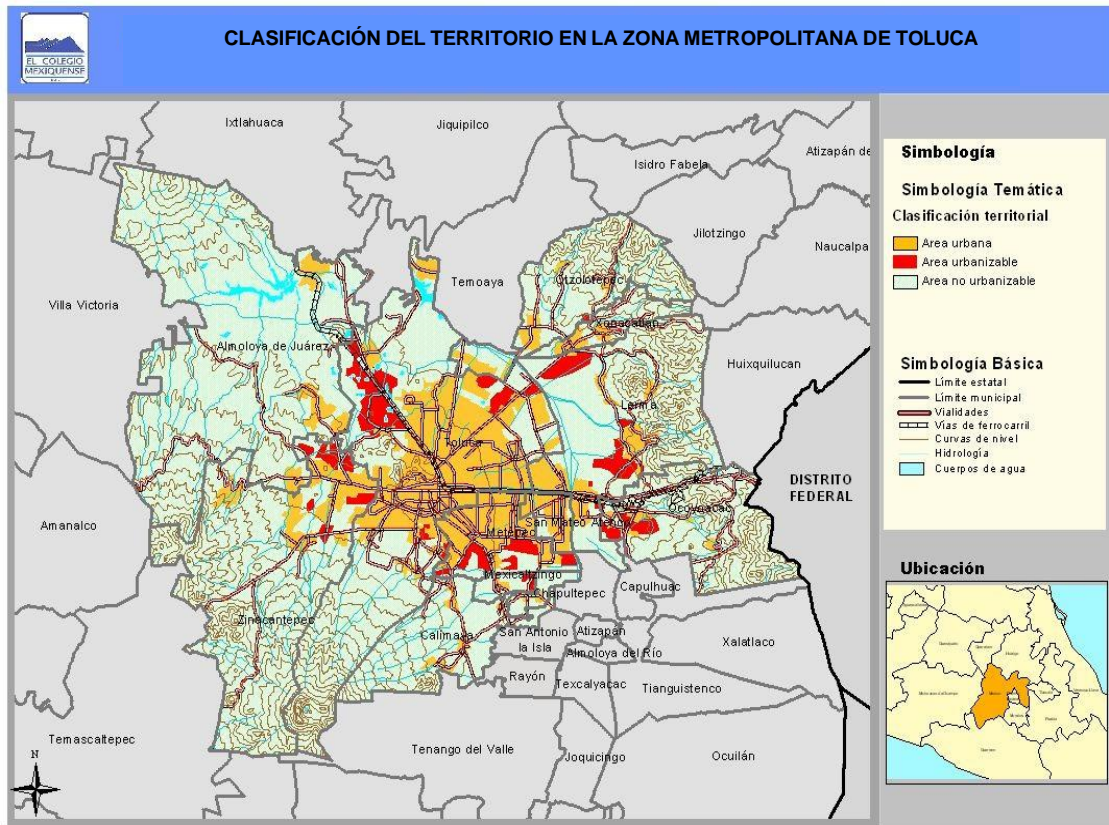 EL COLEGIO
MEXIQUENSE
CLASIFICACIÓN DEL TERRITORIO EN LA ZONA METROPOLITANA DE TOLUCA
Ixtlahuaca
Jiquipilco
Isidro Fabela
Atizapán de
Jilotzingo
Naucalpa
Temoaya
Otzolotepec
Villa Victoria
Xonacatlán
Almoloya de Juárez
Huixquilucan
Lerma
Toluca
DISTRITO
FEDERAL
Ocoyoacac
Amanalco
San Mateo Atenco
Metepec
Mexicaltzingo
Capulhuac
Chapultepec
Zinacantepec
Calimaya
San Antonio
la Isla
Atizapán
Xalatlaco
Almoloya del Río
Rayón
Texcalyacac
Tianguistenco
Temascaltepec
Tenango del Valle
Joquicingo
Ocuilán
N
Simbología
Simbología Temática
Clasificación territorial
Area urbana
Area urbanizable
Area no urbanizable
Simbología Básica
Límite estatal
Límite municipal
Vialidades
Vías de ferrocarril
Curvas de nivel
Hidrología
Cuerpos de agua
Ubicación